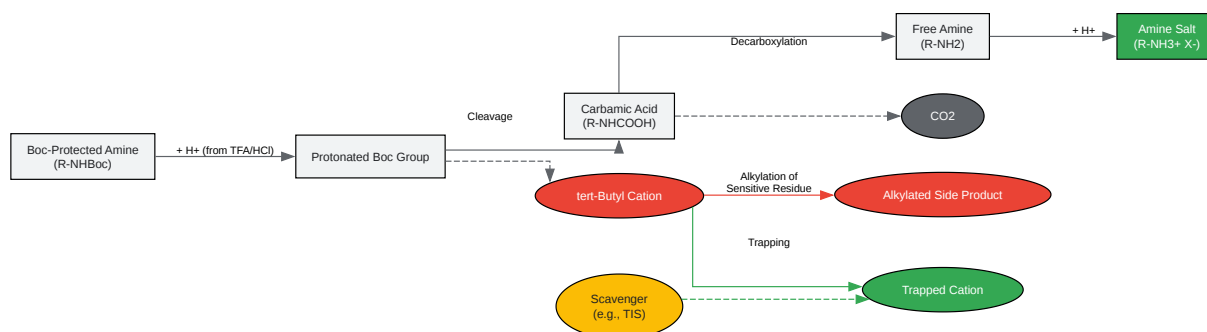 Boc-Protected Amine
(R-NHBoc)
+ H+ (from TFA/HCl)
Protonated Boc Group
Cleavage
Carbamic Acid
(R-NHCOOH)
Decarboxylation
Free Amine
(R-NH2)
+ H+
Amine Salt
(R-NH3+ X-)
CO2
tert-Butyl Cation
Alkylation of
Sensitive Residue
Alkylated Side Product
Trapping
Scavenger
(e.g., TIS)
Trapped Cation